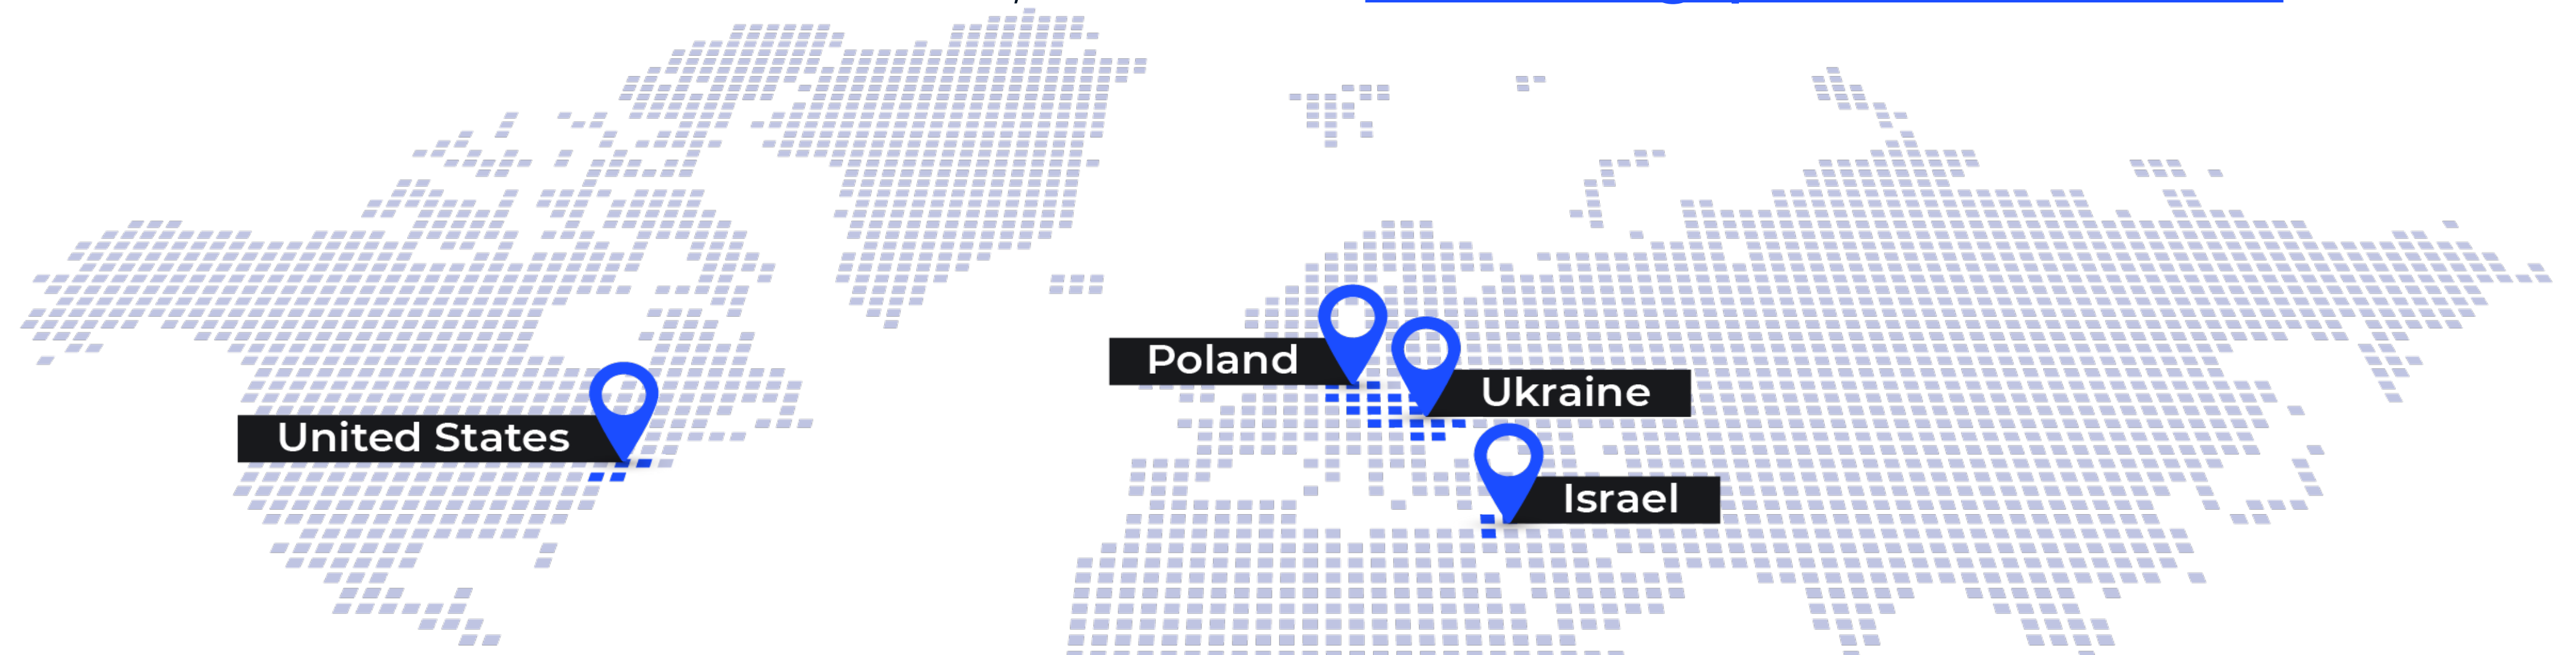 Poland
Ukraine
United States
Israel